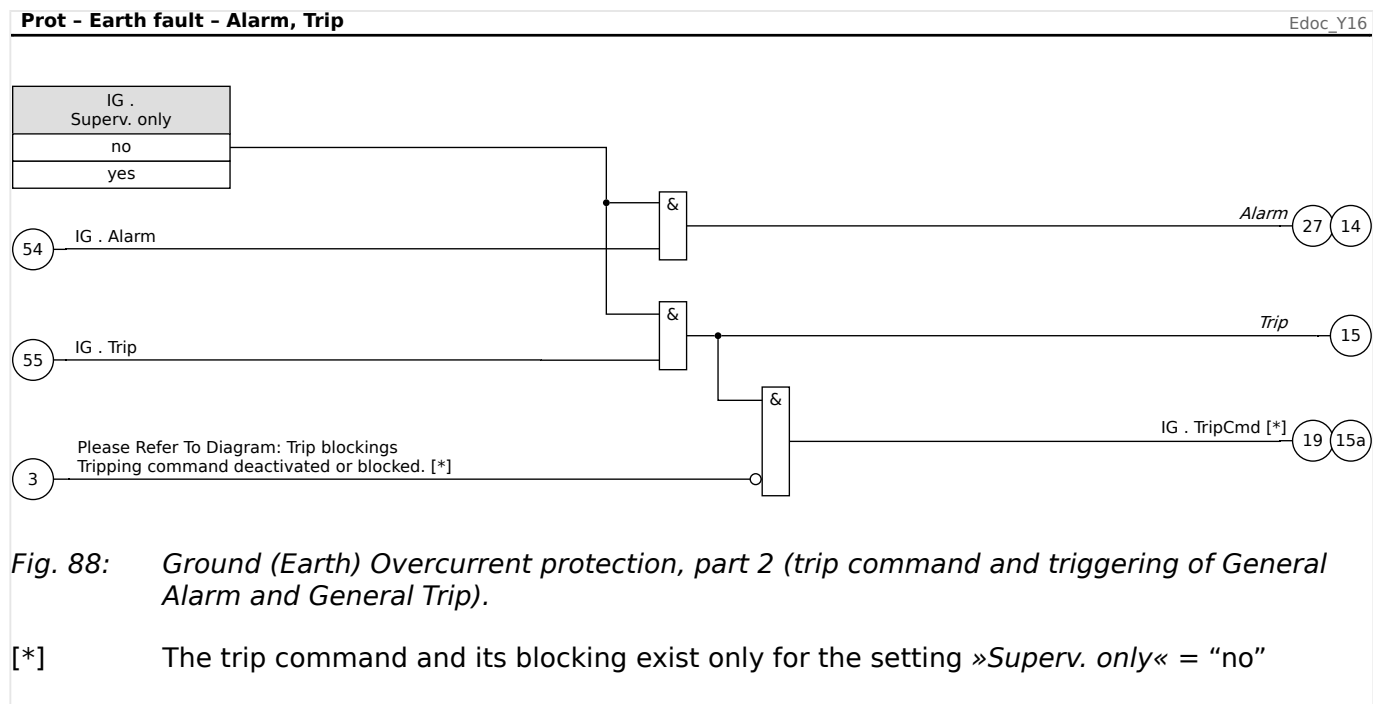 Prot – Earth fault – Alarm, Trip
Edoc_Y16
IG .
Superv. only
no
yes
&
Alarm
27 14
54
IG . Alarm
&
Trip
15
55
IG . Trip
&
IG . TripCmd [*]
19 15a
Please Refer To Diagram: Trip blockings
Tripping command deactivated or blocked. [*]
3
Fig. 88: Ground (Earth) Overcurrent protection, part 2 (trip command and triggering of General
Alarm and General Trip).
[*] The trip command and its blocking exist only for the setting »Superv. only« = “no”